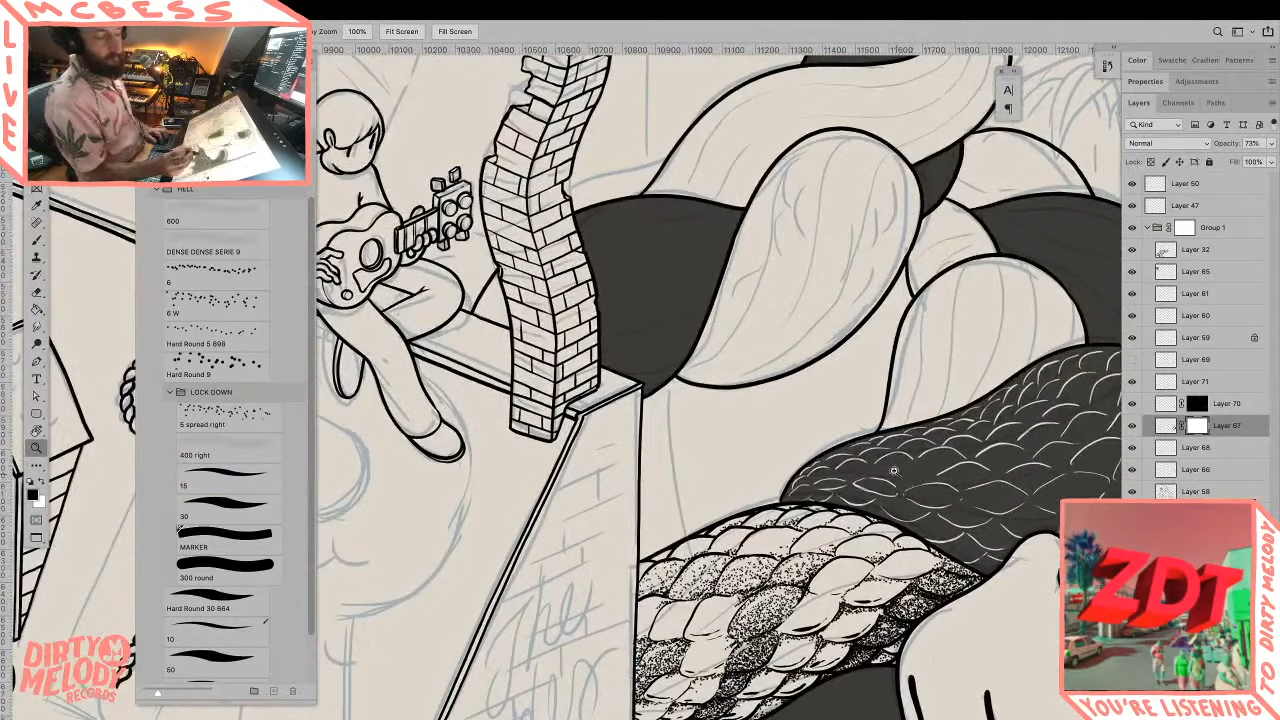 MCBESS
LIVE
y Zoom
100%
Fit Screen
Fill Screen
9900 10000 10100 10200 10300 10400 10500 10600 10700 10800 10900 11000 11100 11200 11300 11400 11500 11600 11700 11800 11900 12000 12100
Color Swatche Gradien Patterns
Properties Adjustments
Layers Channels Paths
Kind
Normal Opacity: 73%
Lock: Fill: 100%
Layer 50
Layer 47
Group 1
Layer 32
Layer 65
Layer 61
Layer 60
Layer 59
Layer 69
Layer 71
Layer 70
Layer 67
Layer 68
Layer 66
Layer 58
HELL
600
DENSE DENSE SERIE 9
6
6 W
Hard Round 5 698
Hard Round 9
LOCK DOWN
5 spread right
400 right
15
30
MARKER
300 round
Hard Round 30 664
10
50
The
DIRTY
MELODY
RECORDS
ZDT
YOU'RE LISTENING
TO DIRTY MELODY